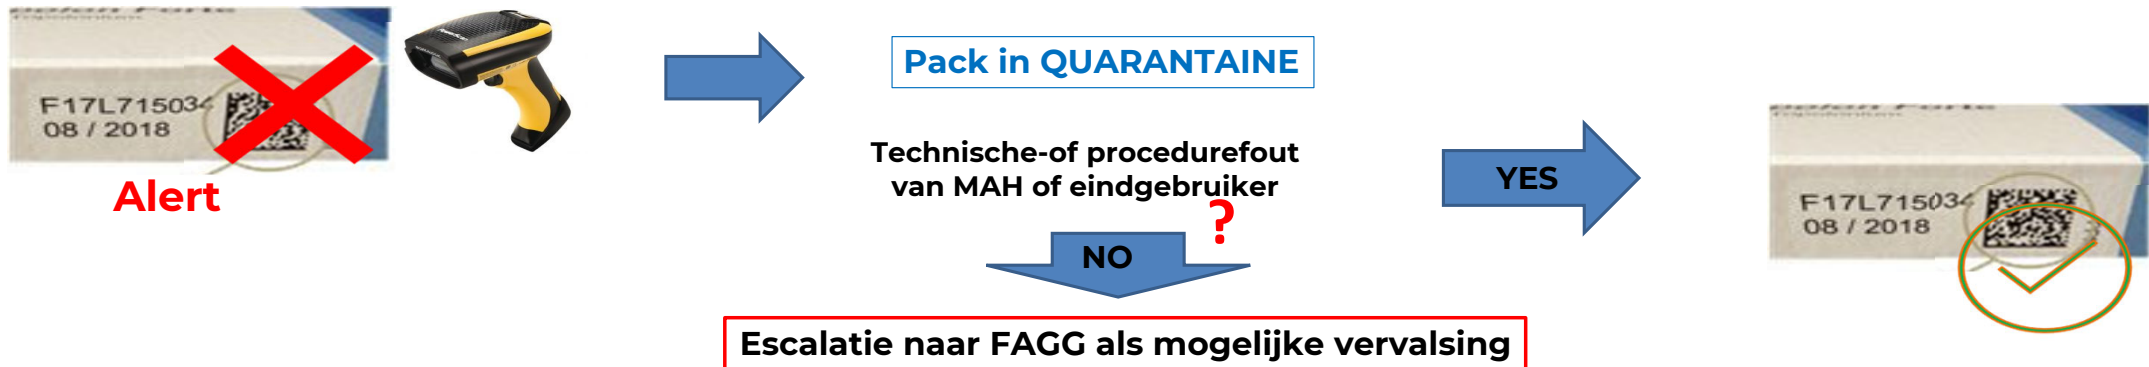 F17L715034
08 / 2018
Alert
Pack in QUARANTAINE
Technische-of procedurefout
van MAH of eindgebruiker
?
NO
YES
Escalatie naar FAGG als mogelijke vervalsing
F17L715034
08 / 2018